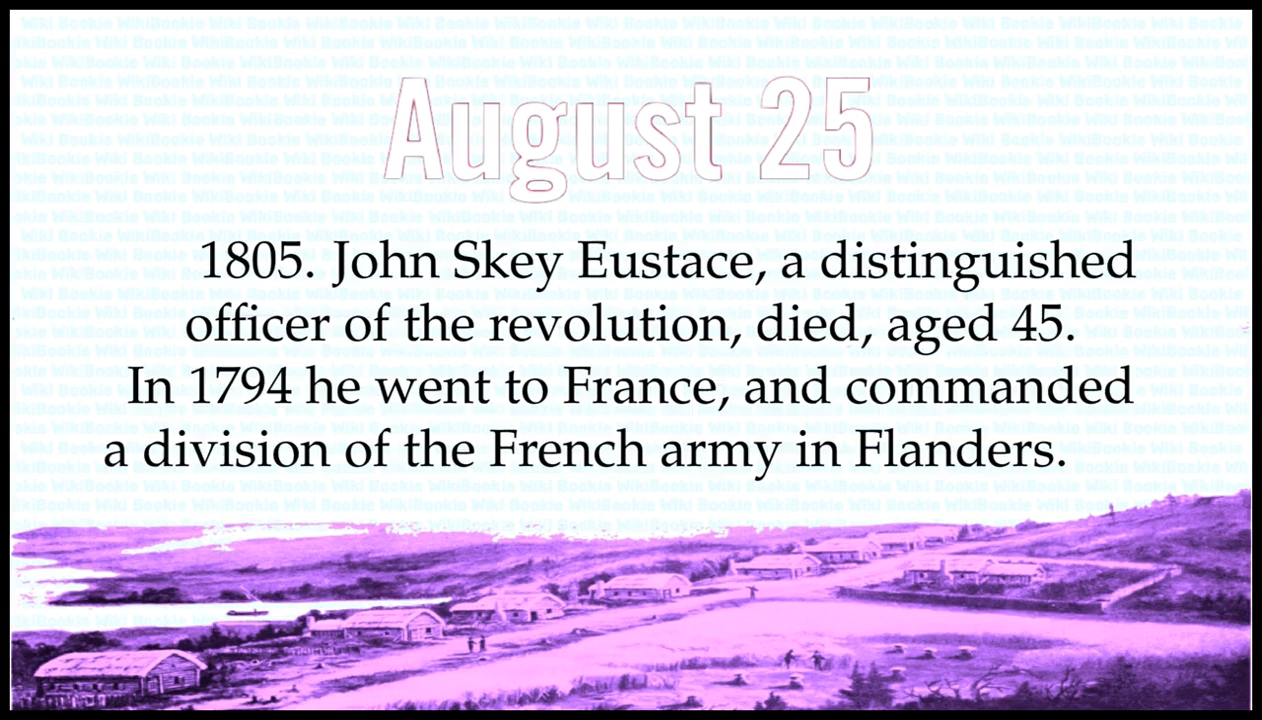 August 25
1805. John Skey Eustace, a distinguished
officer of the revolution, died, aged 45.
In 1794 he went to France, and commanded
a division of the French army in Flanders.